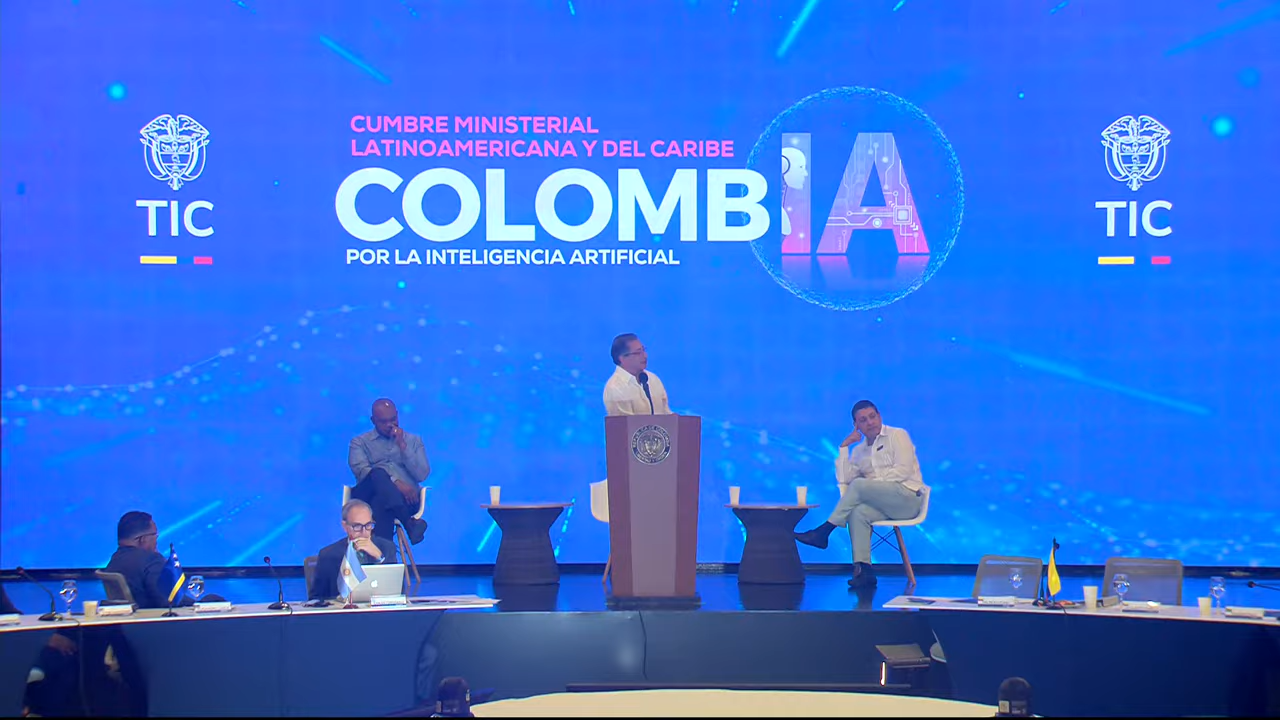 CUMBRE MINISTERIAL
LATINOAMERICANA Y DEL CARIBE
COLOMBIA
POR LA INTELIGENCIA ARTIFICIAL
TIC
TIC